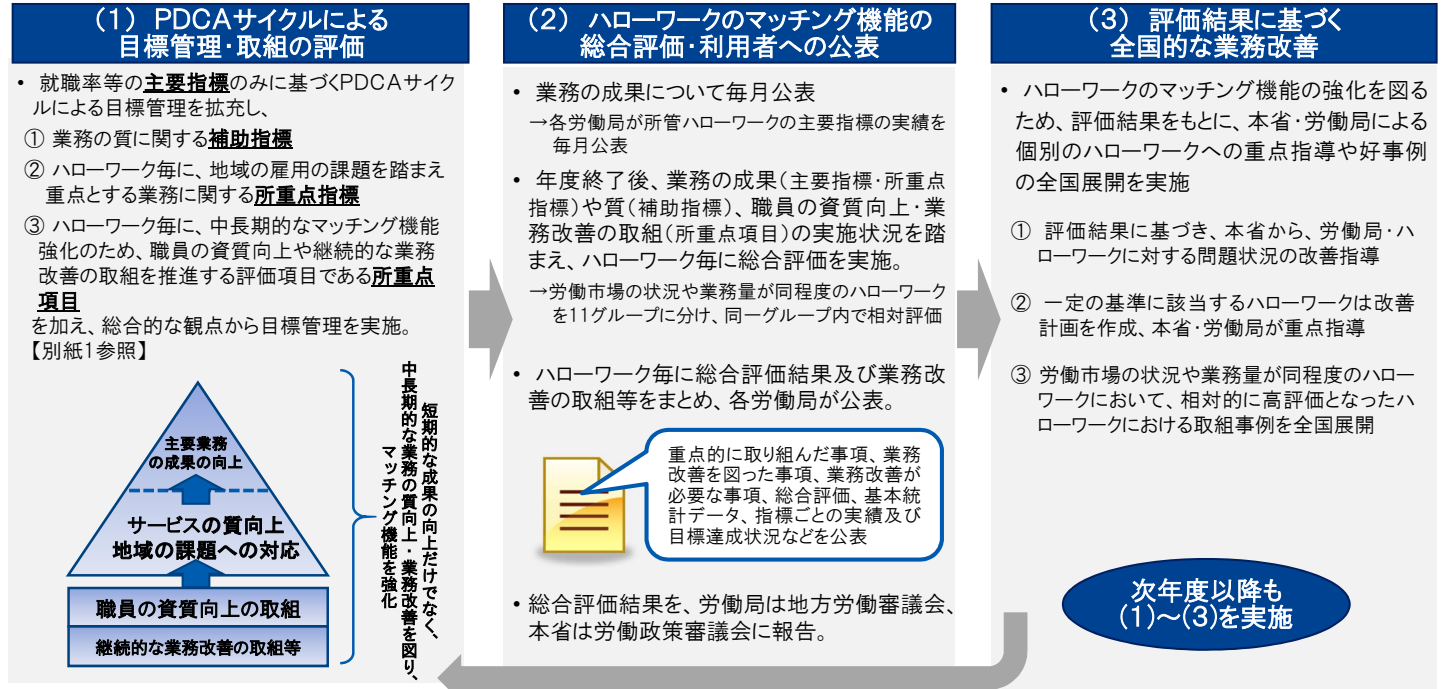 (1) PDCAサイクルによる
目標管理・取組の評価
• 就職率等の主要指標のみに基づくPDCAサイク
ルによる目標管理を拡充し、
① 業務の質に関する補助指標
② ハローワーク毎に、地域の雇用の課題を踏まえ
重点とする業務に関する所重点指標
③ ハローワーク毎に、中長期的なマッチング機能
強化のため、職員の資質向上や継続的な業務
改善の取組を推進する評価項目である所重点
項目
を加え、総合的な観点から目標管理を実施。
【別紙1参照】
主要業務
の成果の向上
サービスの質向上
地域の課題への対応
職員の資質向上の取組
継続的な業務改善の取組等
短期的な成果の向上だけでなく、
中長期的な業務の質向上・業務改善を図り、
マッチング機能を強化
(2) ハローワークのマッチング機能の
総合評価・利用者への公表
• 業務の成果について毎月公表
→各労働局が所管ハローワークの主要指標の実績を
毎月公表
• 年度終了後、業務の成果(主要指標・所重点
指標)や質(補助指標)、職員の資質向上・業
務改善の取組(所重点項目)の実施状況を踏
まえ、ハローワーク毎に総合評価を実施。
→労働市場の状況や業務量が同程度のハローワーク
を11グループに分け、同一グループ内で相対評価
• ハローワーク毎に総合評価結果及び業務改
善の取組等をまとめ、各労働局が公表。
重点的に取り組んだ事項、業務
改善を図った事項、業務改善が
必要な事項、総合評価、基本統
計データ、指標ごとの実績及び
目標達成状況などを公表
• 総合評価結果を、労働局は地方労働審議会、
本省は労働政策審議会に報告。
(3) 評価結果に基づく
全国的な業務改善
• ハローワークのマッチング機能の強化を図る
ため、評価結果をもとに、本省・労働局による
個別のハローワークへの重点指導や好事例
の全国展開を実施
① 評価結果に基づき、本省から、労働局・ハ
ローワークに対する問題状況の改善指導
② 一定の基準に該当するハローワークは改善
計画を作成、本省・労働局が重点指導
③ 労働市場の状況や業務量が同程度のハロー
ワークにおいて、相対的に高評価となったハ
ローワークにおける取組事例を全国展開
次年度以降も
(1)～(3)を実施